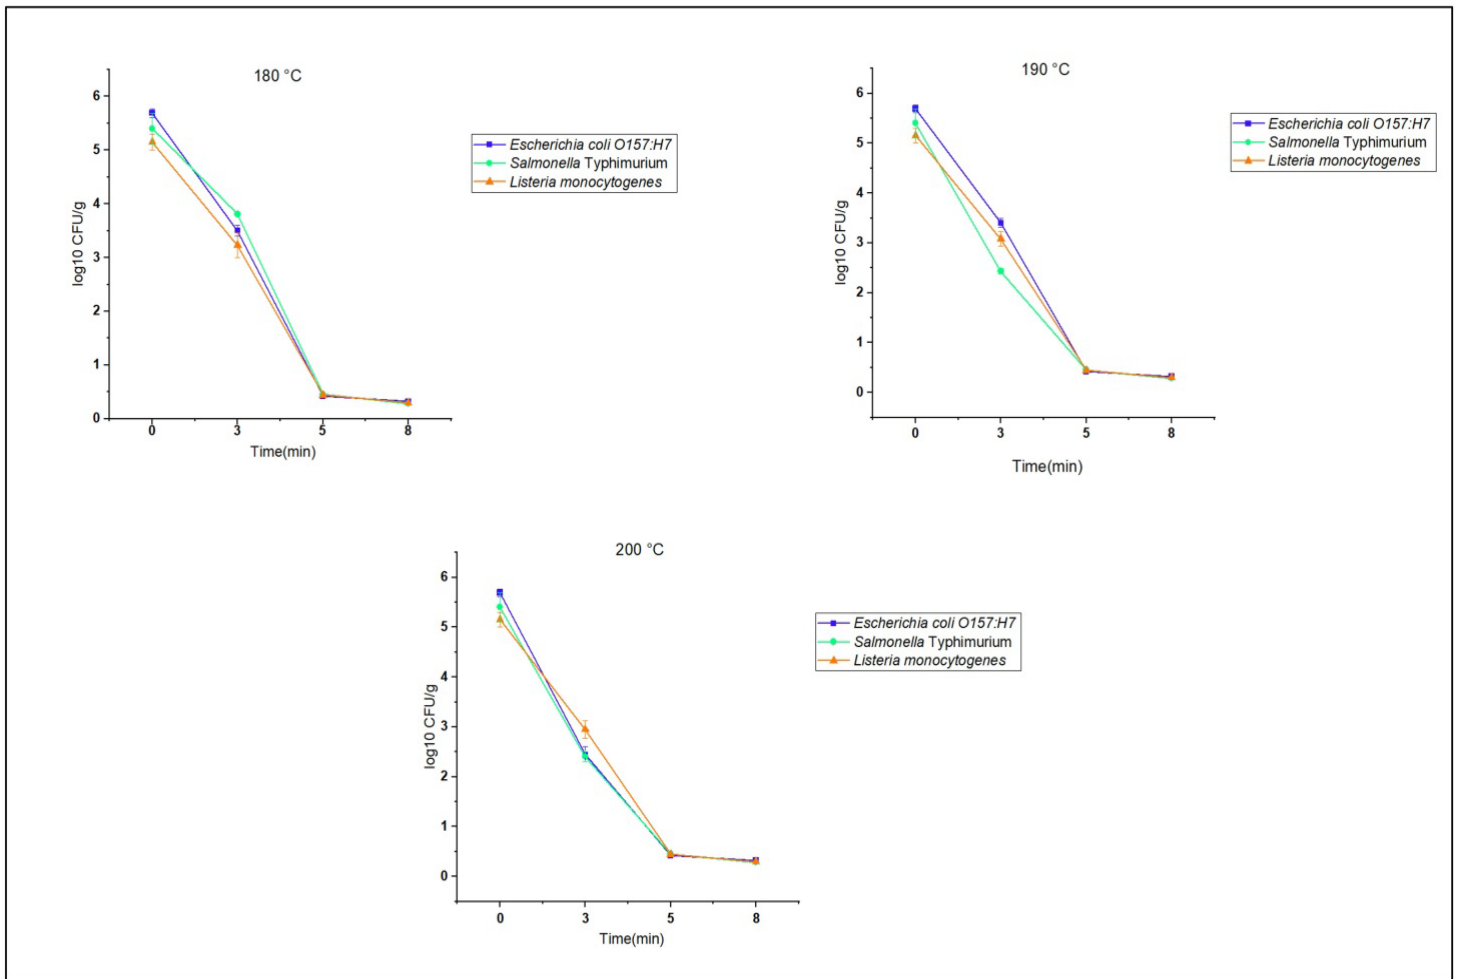 180 °C
6
5
4
3
2
1
0
log10 CFU/g
0 3 5 8
Time(min)
Escherichia coli O157:H7
Salmonella Typhimurium
Listeria monocytogenes
190 °C
6
5
4
3
2
1
0
log10 CFU/g
0 3 5 8
Time(min)
Escherichia coli O157:H7
Salmonella Typhimurium
Listeria monocytogenes
200 °C
6
5
4
3
2
1
0
log10 CFU/g
0 3 5 8
Time(min)
Escherichia coli O157:H7
Salmonella Typhimurium
Listeria monocytogenes